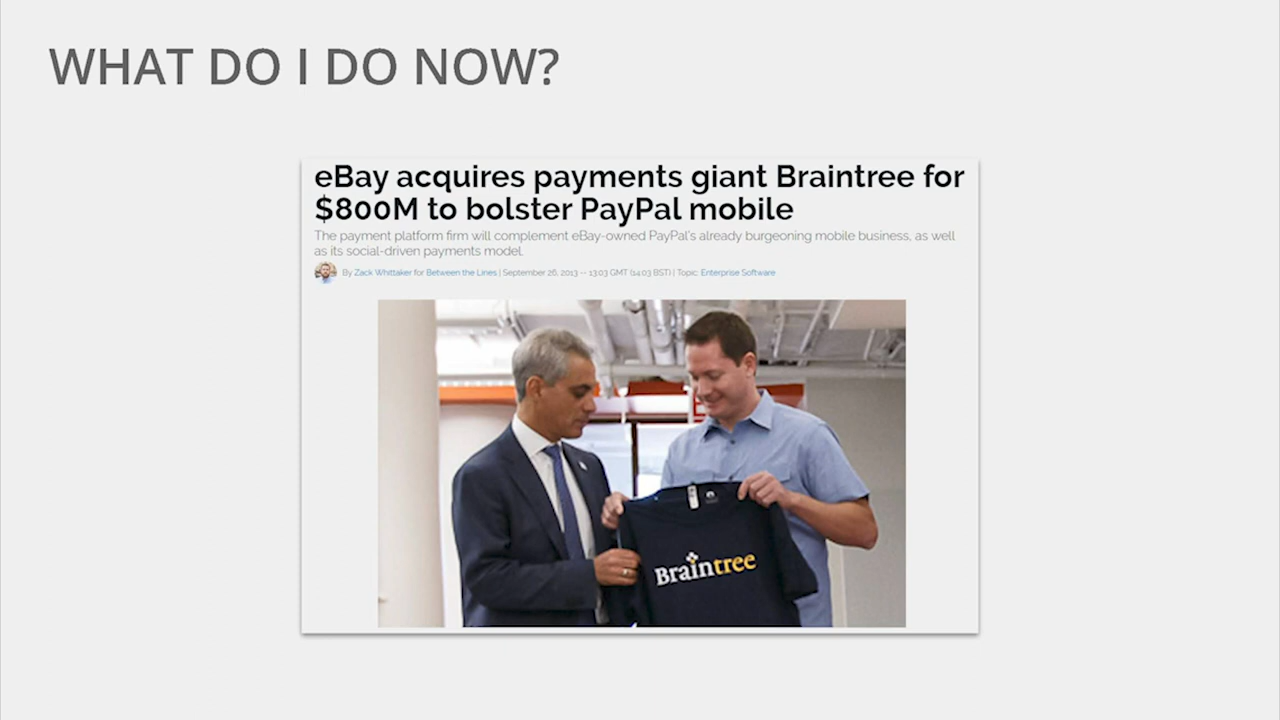 WHAT DO I DO NOW?
eBay acquires payments giant Braintree for
$800M to bolster PayPal mobile
The payment platform firm will complement eBay-owned PayPal's already burgeoning mobile business, as well
as its social-driven payments model.
By Zack Whittaker for Between the Lines | September 26, 2013 -- 13:03 GMT (14:03 BST) | Topic: Enterprise Software
Braintree